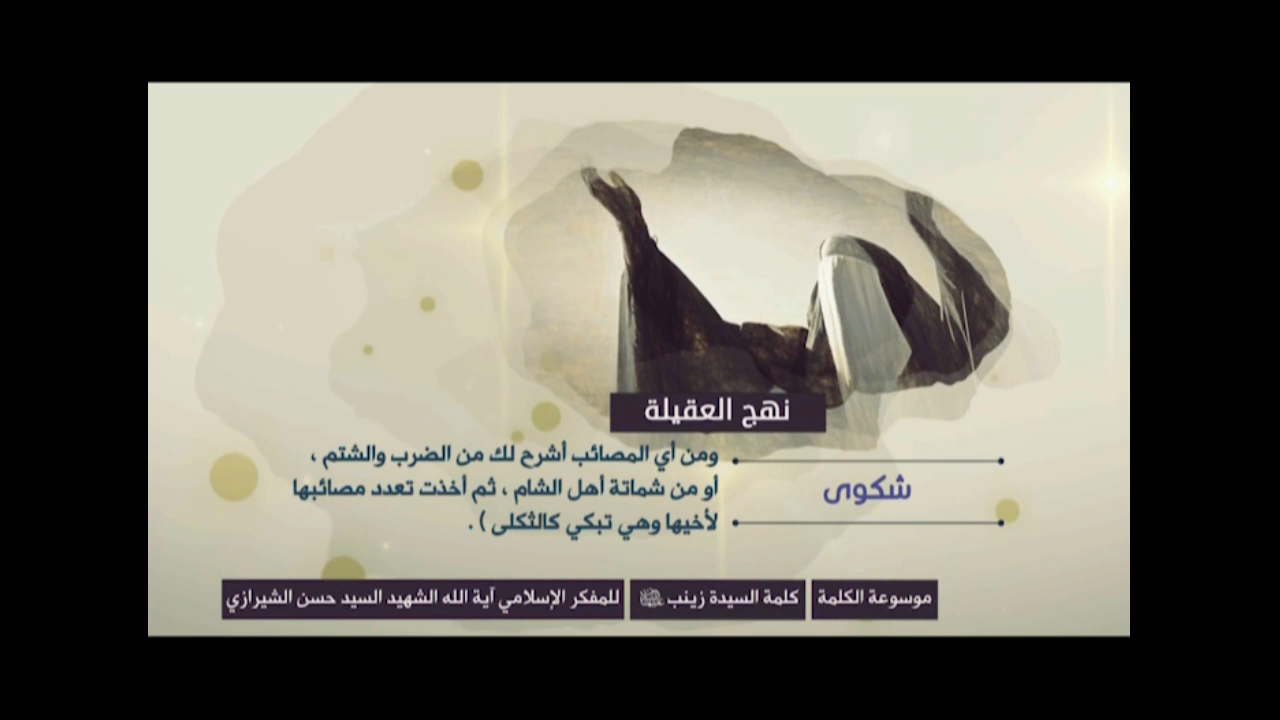 نهج العقيلة
شكوى
ومن أي المصائب أشرح لك من الضرب والشتم ،
أو من شماتة أهل الشام ، ثم أخذت تعدد مصائبها
لأخيها وهي تبكي كالثكلى ) .
موسوعة الكلمة
كلمة السيدة زينب
للمفكر الإسلامي آية الله الشهيد السيد حسن الشيرازي